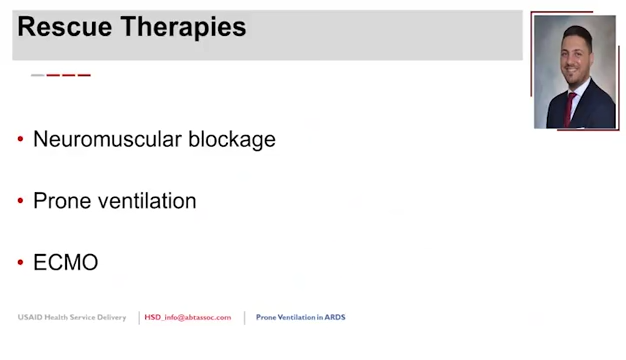 Rescue Therapies
• Neuromuscular blockage
• Prone ventilation
• ECMO
USAID Health Service Delivery | HSD_info@abtassoc.com | Prone Ventilation in ARDS